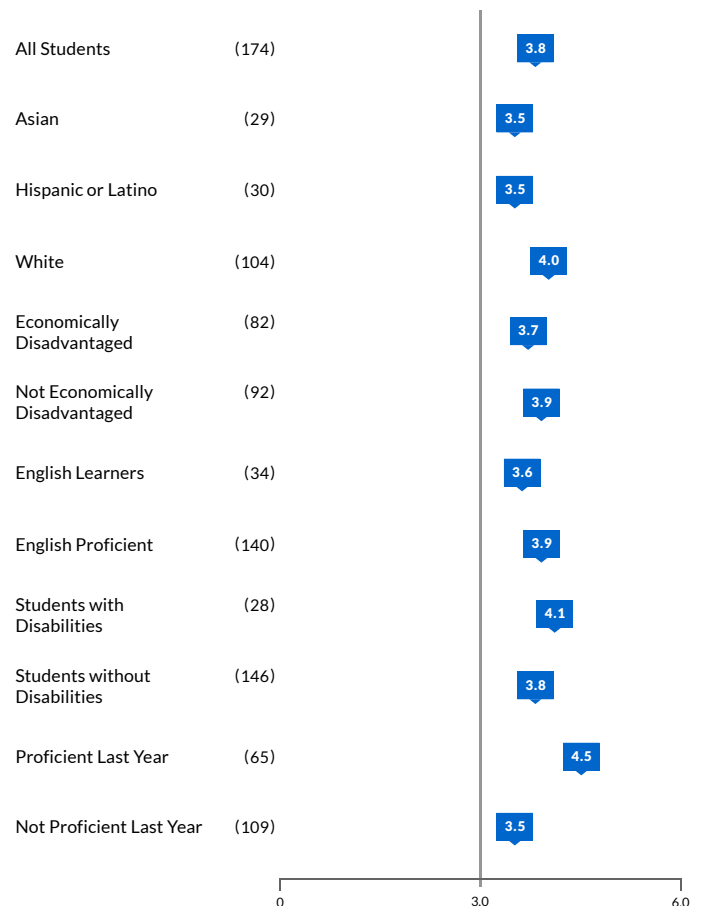 All Students (174) 3.8
Asian (29) 3.5
Hispanic or Latino (30) 3.5
White (104) 4.0
Economically (82) 3.7
Disadvantaged
Not Economically (92) 3.9
Disadvantaged
English Learners (34) 3.6
English Proficient (140) 3.9
Students with (28) 4.1
Disabilities
Students without (146) 3.8
Disabilities
Proficient Last Year (65) 4.5
Not Proficient Last Year (109) 3.5
0 3.0 6.0